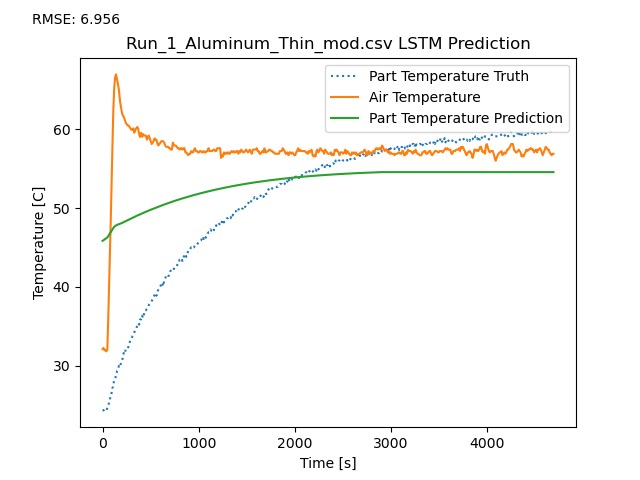 RMSE: 6.956
Run_1_Aluminum_Thin_mod.csv LSTM Prediction
Part Temperature Truth
Air Temperature
Part Temperature Prediction
Temperature [C]
60
50
40
30
0 1000 2000 3000 4000
Time [s]